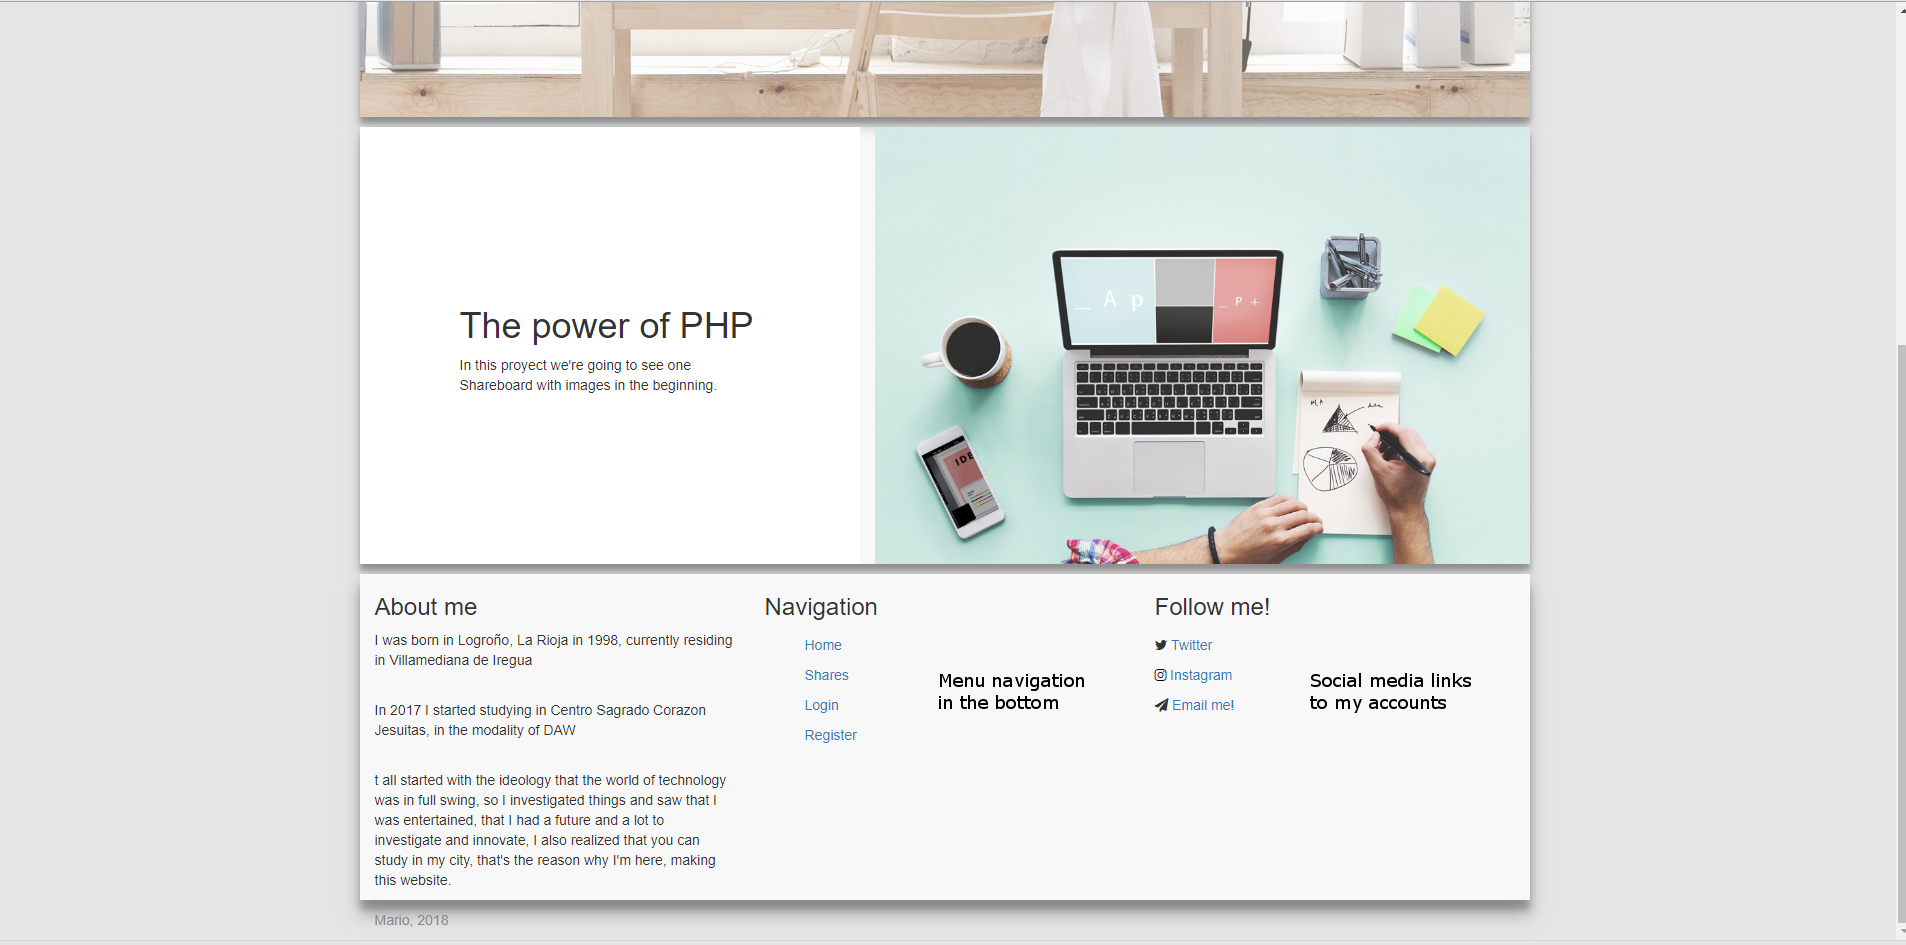 _ A p
_ P +
IDE
The power of PHP
In this proyect we're going to see one
Shareboard with images in the beginning.
About me
I was born in Logroño, La Rioja in 1998, currently residing
in Villamediana de Iregua
In 2017 I started studying in Centro Sagrado Corazon
Jesuitas, in the modality of DAW
t all started with the ideology that the world of technology
was in full swing, so I investigated things and saw that I
was entertained, that I had a future and a lot to
investigate and innovate, I also realized that you can
study in my city, that's the reason why I'm here, making
this website.
Navigation
Home
Shares
Login
Register
Menu navigation
in the bottom
Follow me!
Twitter
Instagram
Email me!
Social media links
to my accounts
Mario, 2018